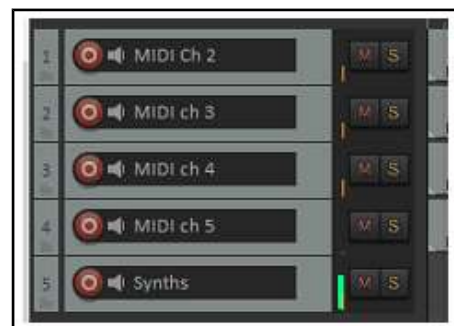 1 MIDI Ch 2 M S
2 MIDI ch 3 M S
3 MIDI ch 4 M S
4 MIDI ch 5 M S
5 Synths M S